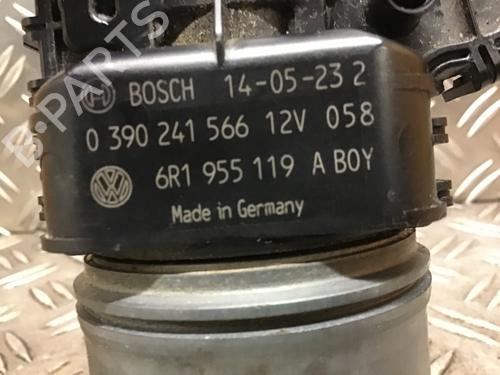 BOSCH 14-05-23 2
0 390 241 566 12V 058
6R1 955 119 A BOY
Made in Germany
B-PARTS